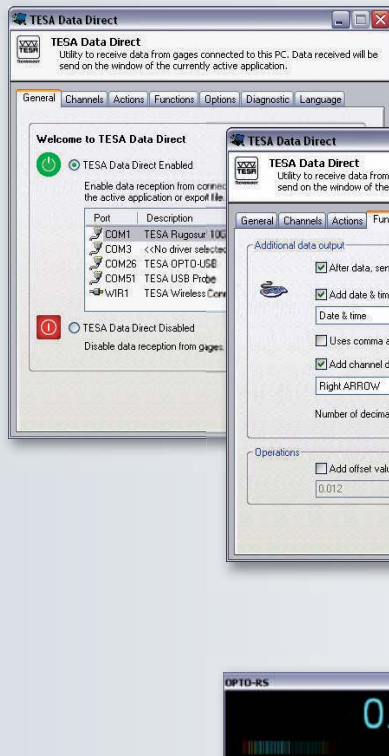 TESA Data Direct
TESA
TECHNOLOGY
TESA Data Direct
Utility to receive data from gages connected to this PC. Data received will be
send on the window of the currently active application.
General Channels Actions Functions Options Diagnostic Language
Welcome to TESA Data Direct
TESA Data Direct Enabled
Enable data reception from connec
the active application or export file.
Port Description
COM1 TESA Rugosur 10G
COM3 <<No driver selected
COM26 TESA OPTO-USB
COM51 TESA USB Probe
WIR1 TESA Wireless Conn
TESA Data Direct Disabled
Disable data reception from gages.
TESA Data Direct
TESA
TECHNOLOGY
TESA Data Direct
Utility to receive data from
send on the window of the
General Channels Actions Fun
Additional data output
After data, sen
Add date & tim
Date & time
Uses comma a
Add channel d
Right ARROW
Number of decima
Operations
Add offset valu
0.012
OPTO-RS
0.